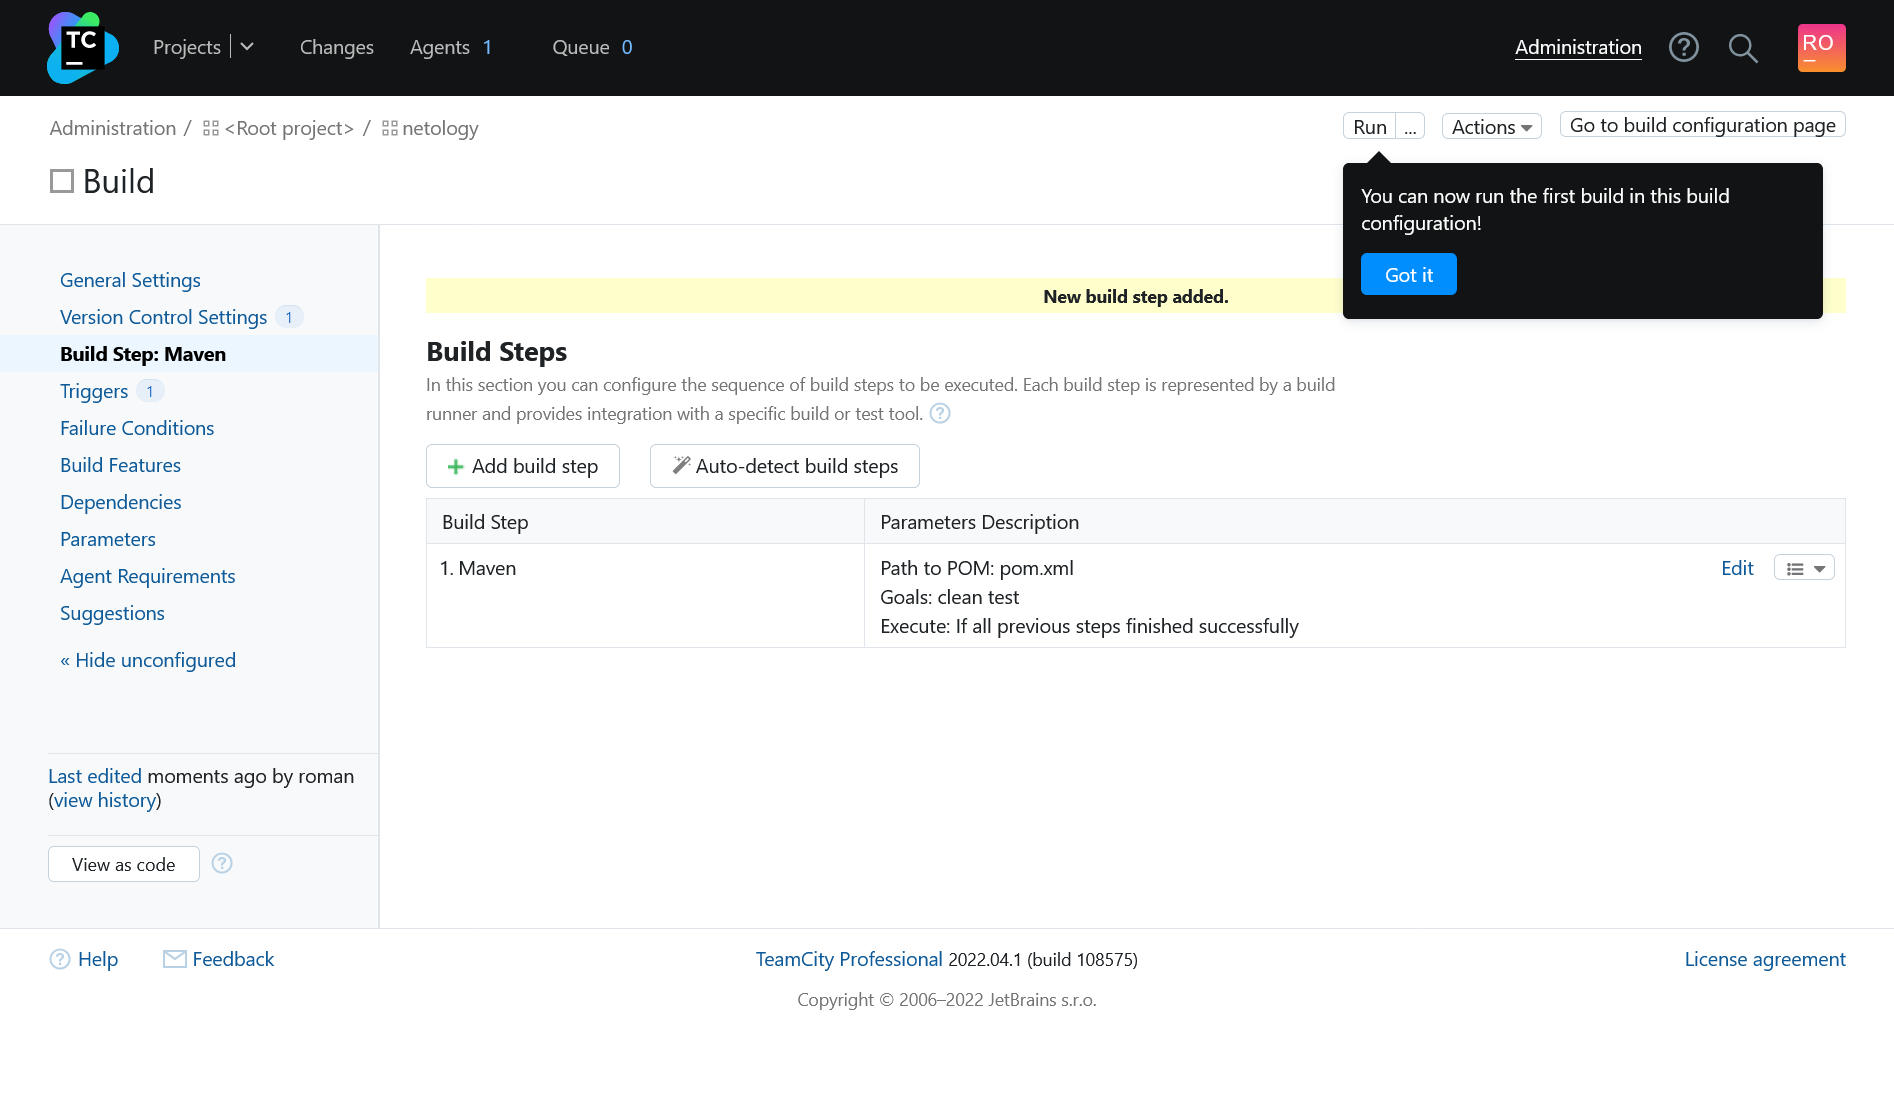 TC
Projects
Changes
Agents 1
Queue 0
Administration
RO
Administration / <Root project> / netology
Run ...
Actions
Go to build configuration page
Build
You can now run the first build in this build
configuration!
Got it
General Settings
Version Control Settings 1
Build Step: Maven
Triggers 1
Failure Conditions
Build Features
Dependencies
Parameters
Agent Requirements
Suggestions
« Hide unconfigured
Last edited moments ago by roman
(view history)
View as code ?
New build step added.
Build Steps
In this section you can configure the sequence of build steps to be executed. Each build step is represented by a build
runner and provides integration with a specific build or test tool. ?
Add build step
Auto-detect build steps
Build Step
Parameters Description
1. Maven
Path to POM: pom.xml
Goals: clean test
Execute: If all previous steps finished successfully
Edit
? Help
Feedback
TeamCity Professional 2022.04.1 (build 108575)
License agreement
Copyright © 2006–2022 JetBrains s.r.o.